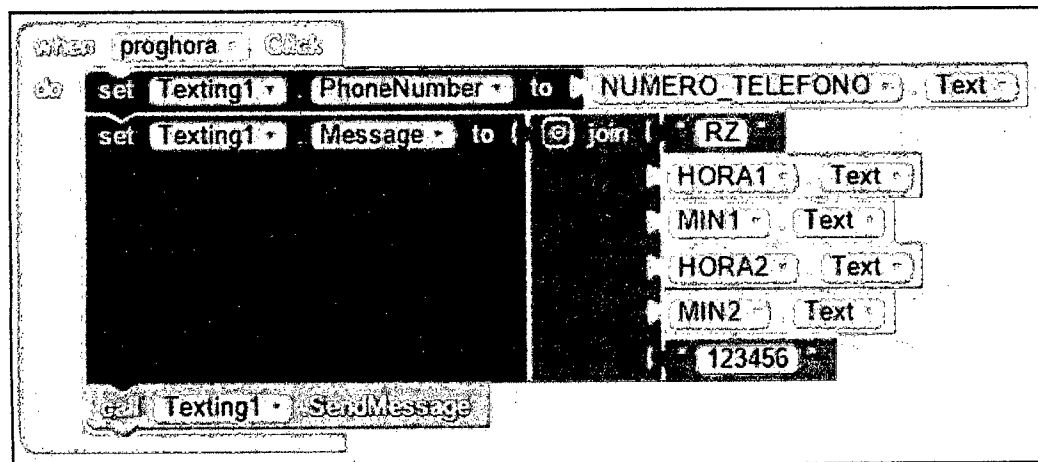 when proghora Click
do set Texting1 . PhoneNumber to NUMERO_TELEFONO . Text
set Texting1 . Message to join " RZ "
HORA1 . Text
MIN1 . Text
HORA2 . Text
MIN2 . Text
" 123456 "
call Texting1 .SendMessage